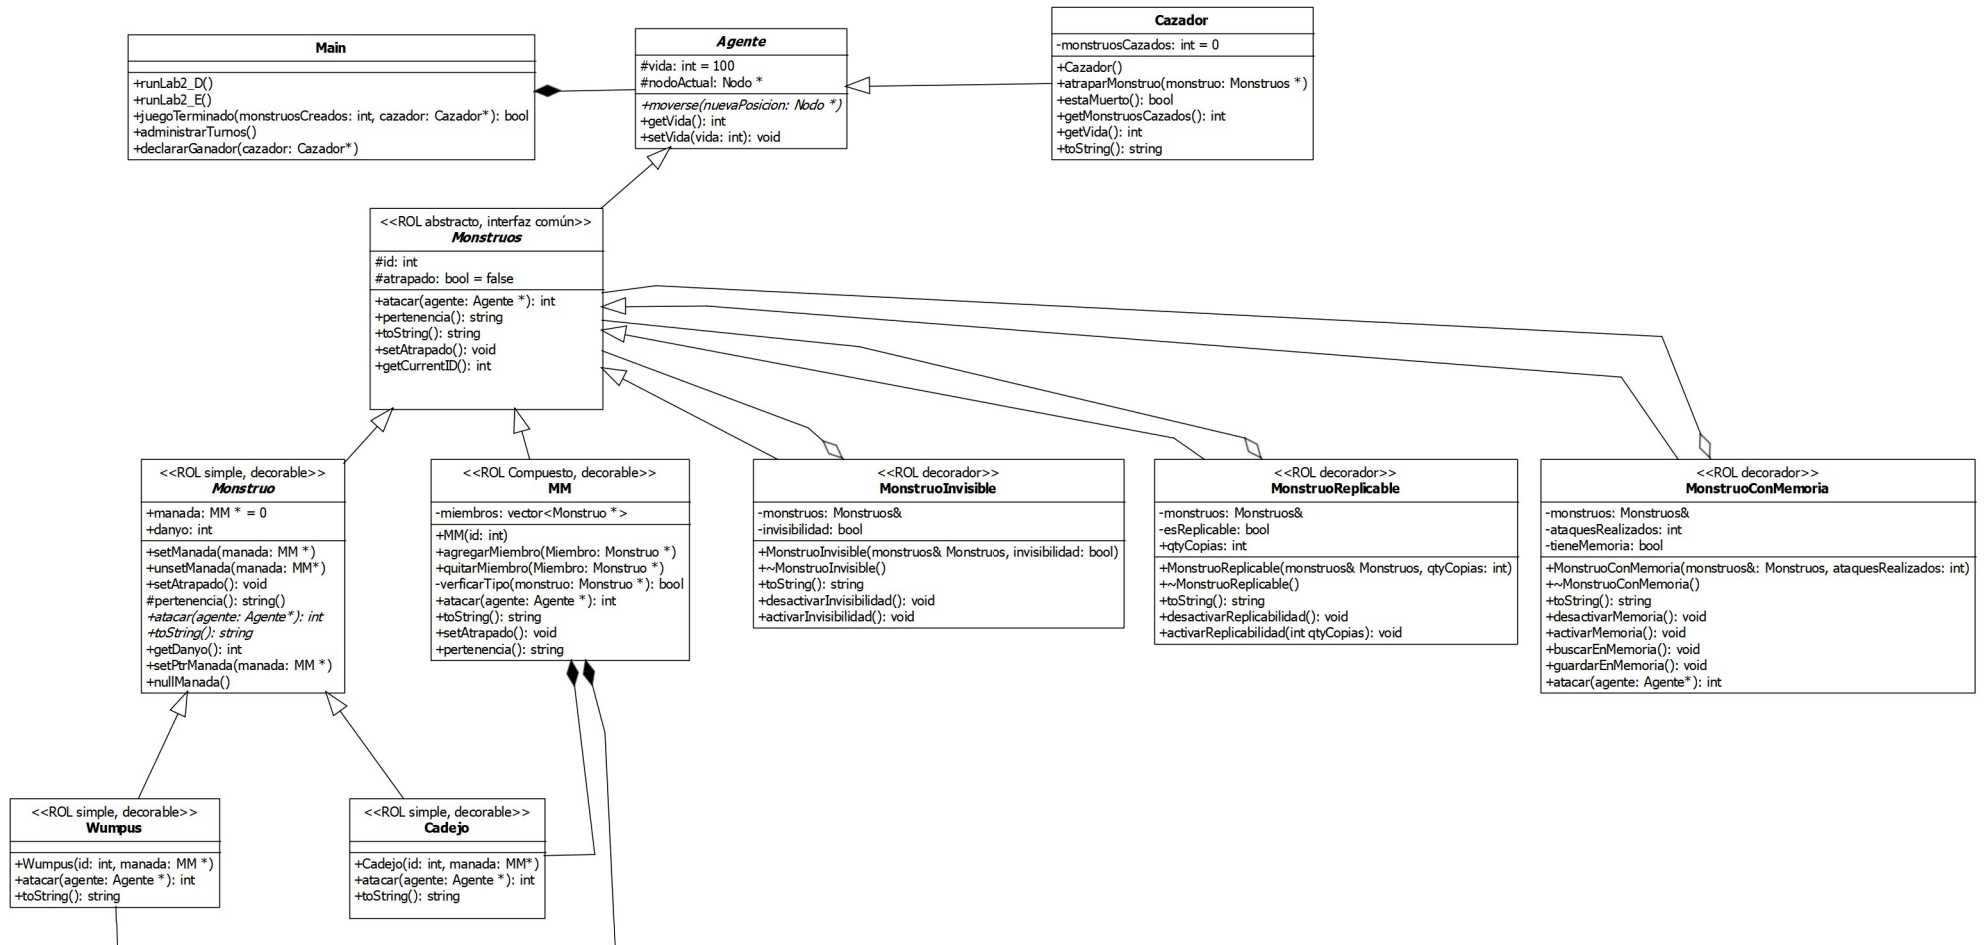 Main
+runLab2_D()
+runLab2_E()
+juegoTerminado(monstruosCreados: int, cazador: Cazador*): bool
+administrarTurnos()
+declararGanador(cazador: Cazador*)
Agente
#vida: int = 100
#nodoActual: Nodo *
+moverse(nuevaPosicion: Nodo *)
+getVida(): int
+setVida(vida: int): void
Cazador
-monstruosCazados: int = 0
+Cazador()
+atraparMonstruo(monstruo: Monstruos *)
+estaMuerto(): bool
+getMonstruosCazados(): int
+getVida(): int
+toString(): string
<<ROL abstracto, interfaz común>>
Monstruos
#id: int
#atrapado: bool = false
+atacar(agente: Agente *): int
+pertenencia(): string
+toString(): string
+setAtrapado(): void
+getCurrentID(): int
<<ROL simple, decorable>>
Monstruo
+manada: MM * = 0
+danyo: int
+setManada(manada: MM *)
+unsetManada(manada: MM*)
+setAtrapado(): void
#pertenencia(): string()
+atacar(agente: Agente*): int
+toString(): string
+getDanyo(): int
+setPtrManada(manada: MM *)
+nullManada()
<<ROL Compuesto, decorable>>
MM
-miembros: vector<Monstruo *>
+MM(id: int)
+agregarMiembro(Miembro: Monstruo *)
+quitarMiembro(Miembro: Monstruo *)
-verficarTipo(monstruo: Monstruo *): bool
+atacar(agente: Agente *): int
+toString(): string
+setAtrapado(): void
+pertenencia(): string
<<ROL decorador>>
MonstruoInvisible
-monstruos: Monstruos&
-invisibilidad: bool
+MonstruoInvisible(monstruos& Monstruos, invisibilidad: bool)
+~MonstruoInvisible()
+toString(): string
+desactivarInvisibilidad(): void
+activarInvisibilidad(): void
<<ROL decorador>>
MonstruoReplicable
-monstruos: Monstruos&
-esReplicable: bool
+qtyCopias: int
+MonstruoReplicable(monstruos& Monstruos, qtyCopias: int)
+~MonstruoReplicable()
+toString(): string
+desactivarReplicabilidad(): void
+activarReplicabilidad(int qtyCopias): void
<<ROL decorador>>
MonstruoConMemoria
-monstruos: Monstruos&
-ataquesRealizados: int
-tieneMemoria: bool
+MonstruoConMemoria(monstruos&: Monstruos, ataquesRealizados: int)
+~MonstruoConMemoria()
+toString(): string
+desactivarMemoria(): void
+activarMemoria(): void
+buscarEnMemoria(): void
+guardarEnMemoria(): void
+atacar(agente: Agente*): int
<<ROL simple, decorable>>
Wumpus
+Wumpus(id: int, manada: MM *)
+atacar(agente: Agente *): int
+toString(): string
<<ROL simple, decorable>>
Cadejo
+Cadejo(id: int, manada: MM*)
+atacar(agente: Agente *): int
+toString(): string